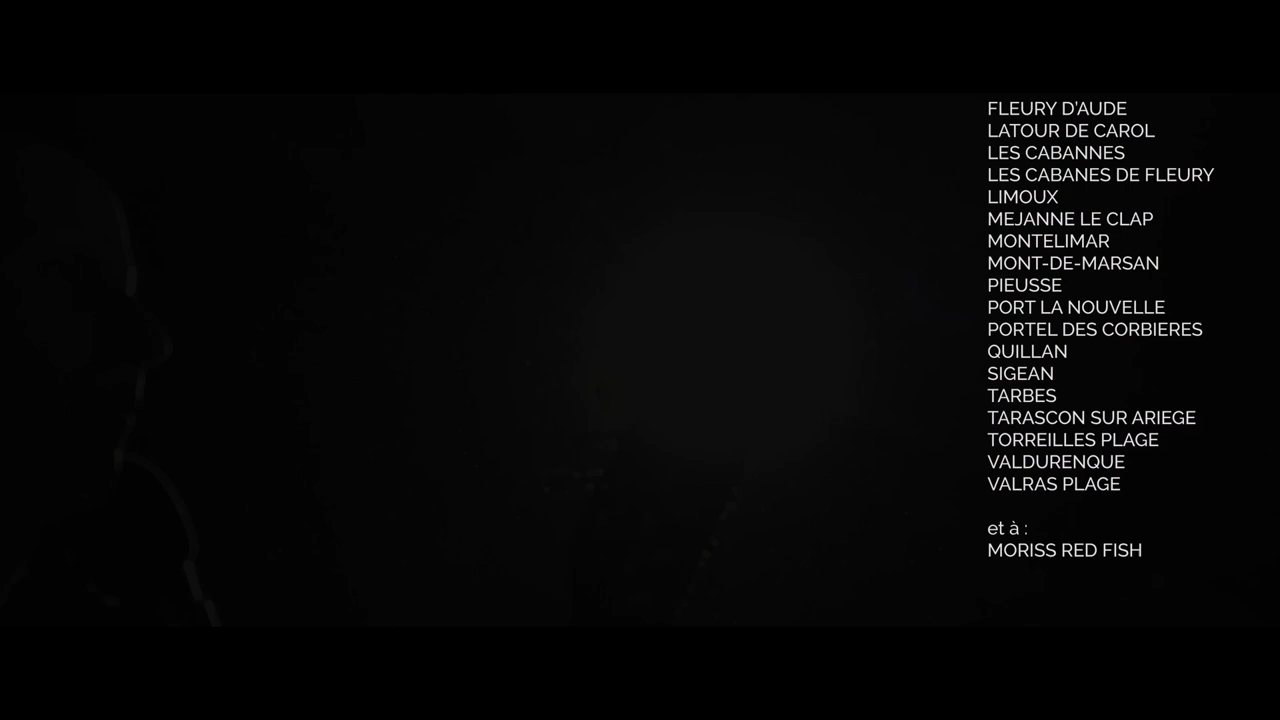 FLEURY D'AUDE
LATOUR DE CAROL
LES CABANNES
LES CABANES DE FLEURY
LIMOUX
MEJANNE LE CLAP
MONTELIMAR
MONT-DE-MARSAN
PIEUSSE
PORT LA NOUVELLE
PORTEL DES CORBIERES
QUILLAN
SIGEAN
TARBES
TARASCON SUR ARIEGE
TORREILLES PLAGE
VALDURENQUE
VALRAS PLAGE
et à :
MORISS RED FISH